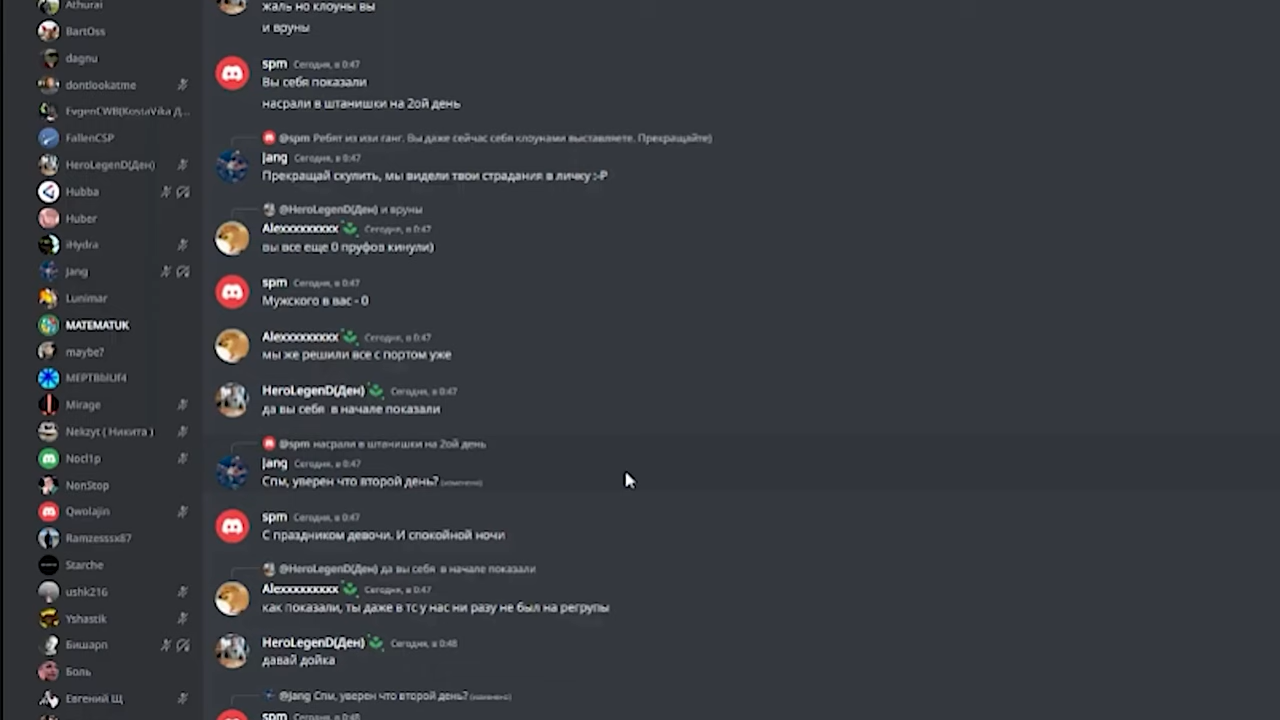 Athurai
BartOss
dagnu
dontlookatme
EvgenCWB(KostaVika Д...
FallenCSP
HeroLegenD(Ден)
Hubba
Huber
iHydra
Jang
Lunimar
MATEMATUK
maybe?
Mirage
Nekzyt ( Никита )
Nocl1p
NonStop
Qwolajin
Ramzesssx87
Starche
ushk216
Yshastik
Бишарп
Боль
Евгений Щ
жаль но клоуны вы
и вруны
spm Сегодня, в 0:47
Вы себя показали
насрали в штанишки на 2ой день
@spm Ребят из изи ганг. Вы даже сейчас себя клоунами выставляете. Прекращайте)
Jang Сегодня, в 0:47
Прекращай скулить, мы видели твои страдания в личку :-P
@HeroLegenD(Ден) и вруны
Alexxxxxxxxx Сегодня, в 0:47
вы все еще 0 пруфов кинули)
spm Сегодня, в 0:47
Мужского в вас - 0
Alexxxxxxxxx Сегодня, в 0:47
мы же решили все с портом уже
HeroLegenD(Ден) Сегодня, в 0:47
да вы себя в начале показали
@spm насрали в штанишки на 2ой день
Jang Сегодня, в 0:47
Спм, уверен что второй день? (изменено)
spm Сегодня, в 0:47
С праздником девочи. И спокойной ночи
@HeroLegenD(Ден) да вы себя в начале показали
Alexxxxxxxxx Сегодня, в 0:47
как показали, ты даже в тс у нас ни разу не был на регрупы
HeroLegenD(Ден) Сегодня, в 0:48
давай дойка
@Jang Спм, уверен что второй день? (изменено)
spm Сегодня, в 0:48